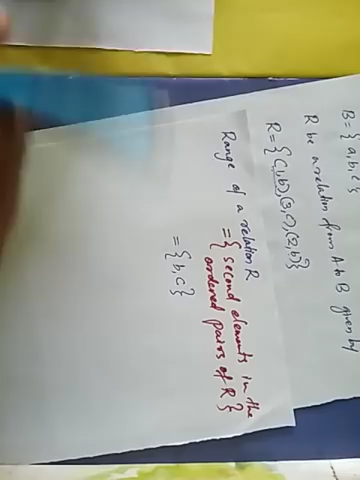 B = { a, b, c }
R be a relation from A to B given by
R = { (1, b), (3, c), (2, b) }
Range of a relation R
= { second elements in the
ordered pairs of R }
= { b, c }